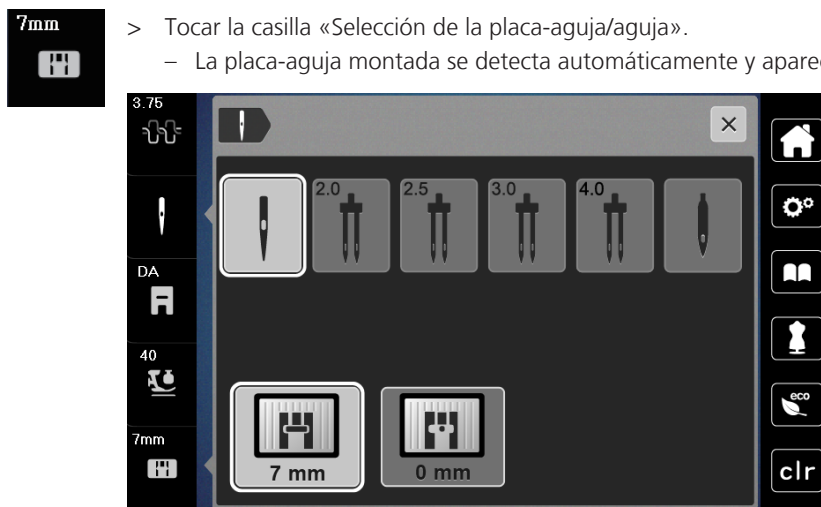 7mm
> Tocar la casilla «Selección de la placa-aguja/aguja».
– La placa-aguja montada se detecta automáticamente y
3.75
2.0 2.5 3.0 4.0
DA
40
eco
7mm
7 mm 0 mm
clr